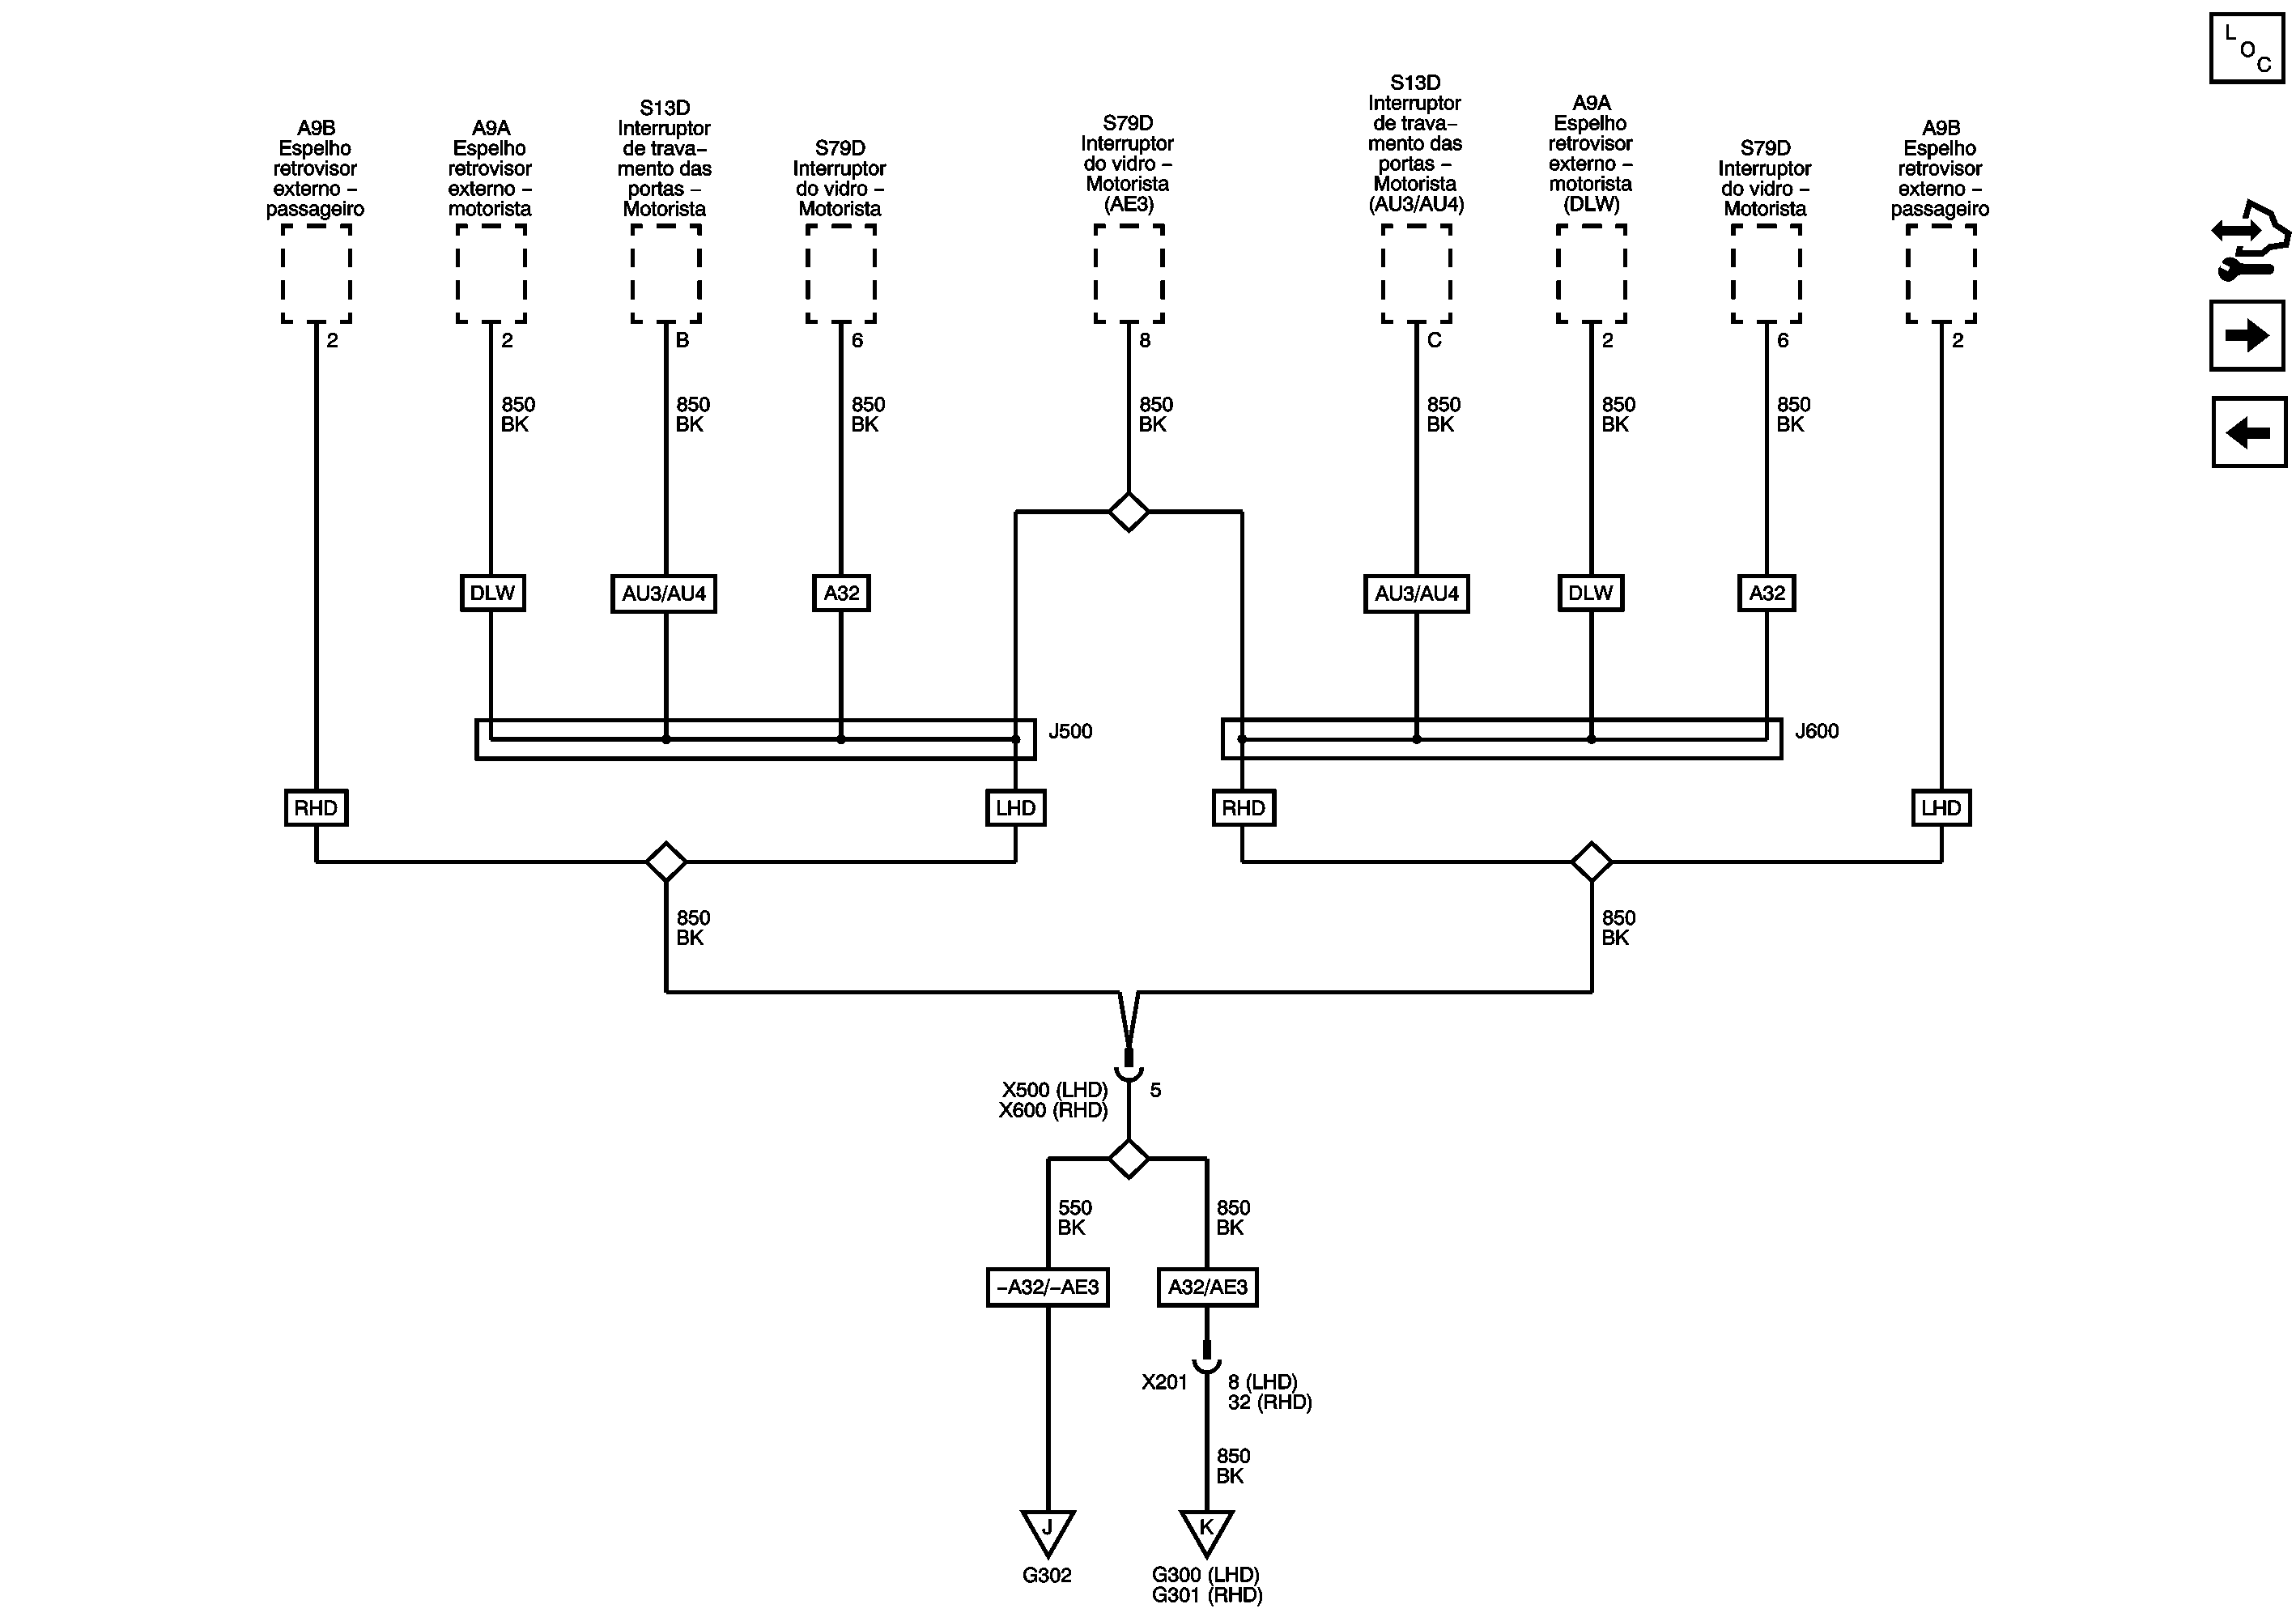 L
O
C
A9B
Espelho
retrovisor
externo –
passageiro
A9A
Espelho
retrovisor
externo –
motorista
S13D
Interruptor
de trava–
mento das
portas –
Motorista
S79D
Interruptor
do vidro –
Motorista
S79D
Interruptor
do vidro –
Motorista
(AE3)
S13D
Interruptor
de trava–
mento das
portas –
Motorista
(AU3/AU4)
A9A
Espelho
retrovisor
externo –
motorista
(DLW)
S79D
Interruptor
do vidro –
Motorista
A9B
Espelho
retrovisor
externo –
passageiro
2
2
B
6
8
C
2
6
2
850
BK
850
BK
850
BK
850
BK
850
BK
850
BK
850
BK
DLW
AU3/AU4
A32
AU3/AU4
DLW
A32
J500
J600
RHD
LHD
RHD
LHD
850
BK
850
BK
X500 (LHD)
X600 (RHD)
5
550
BK
850
BK
–A32/–AE3
A32/AE3
X201
8 (LHD)
32 (RHD)
850
BK
J
K
G302
G300 (LHD)
G301 (RHD)